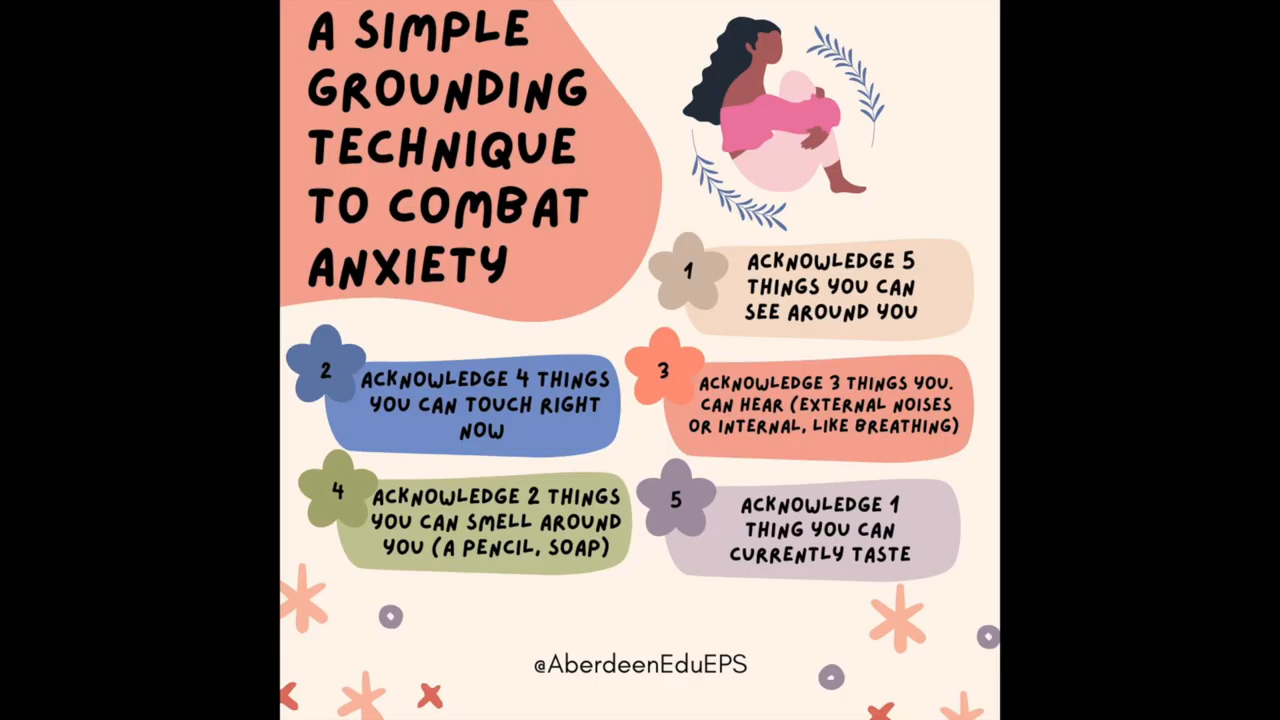 A SIMPLE
GROUNDING
TECHNIQUE
TO COMBAT
ANXIETY
1
ACKNOWLEDGE 5
THINGS YOU CAN
SEE AROUND YOU
2
ACKNOWLEDGE 4 THINGS
YOU CAN TOUCH RIGHT
NOW
3
ACKNOWLEDGE 3 THINGS YOU.
CAN HEAR (EXTERNAL NOISES
OR INTERNAL, LIKE BREATHING)
4
ACKNOWLEDGE 2 THINGS
YOU CAN SMELL AROUND
YOU (A PENCIL, SOAP)
5
ACKNOWLEDGE 1
THING YOU CAN
CURRENTLY TASTE
@AberdeenEduEPS